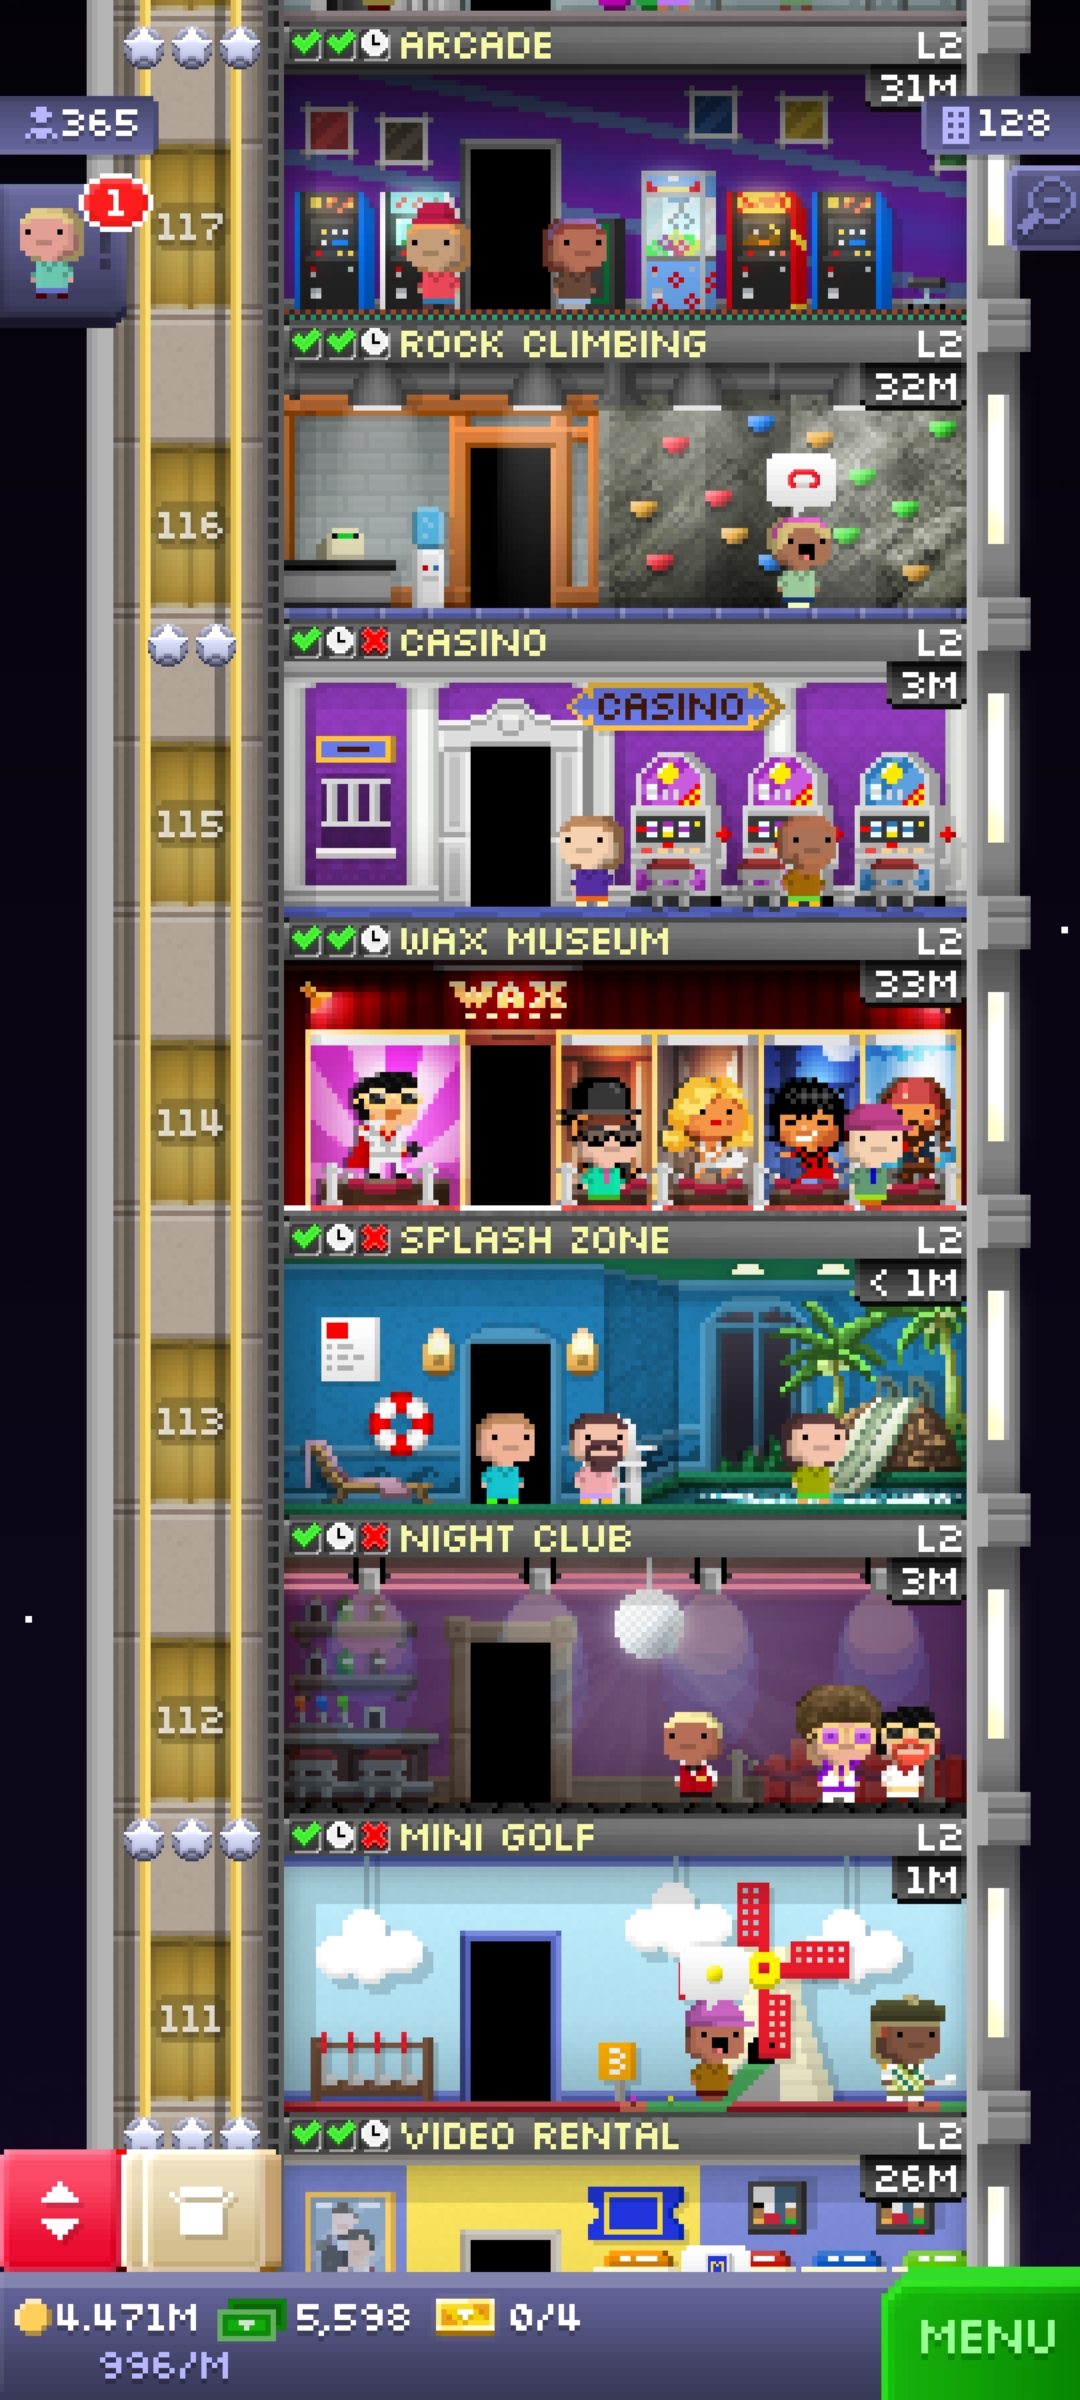 ARCADE L2
31M
365
128
1
117
ROCK CLIMBING L2
32M
116
CASINO L2
3M
CASINO
115
WAX MUSEUM L2
33M
WAX
114
SPLASH ZONE L2
< 1M
113
NIGHT CLUB L2
3M
112
MINI GOLF L2
1M
111
3
VIDEO RENTAL L2
26M
M
4.471M 5,598 0/4
996/M
MENU